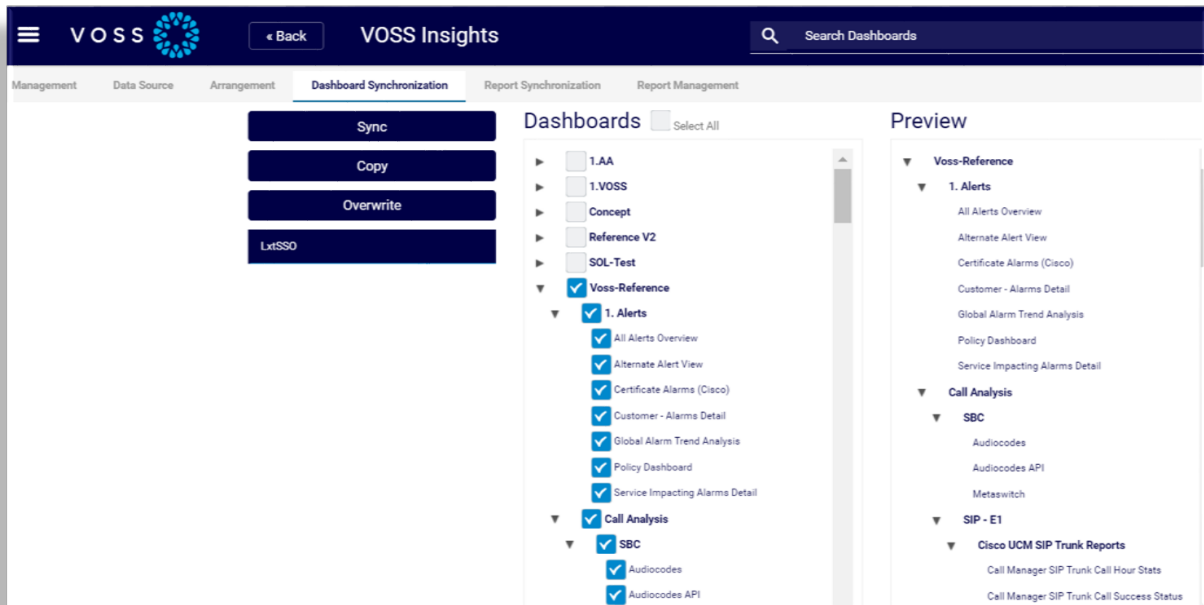 VOSS
« Back
VOSS Insights
Search Dashboards
Management
Data Source
Arrangement
Dashboard Synchronization
Report Synchronization
Report Management
Sync
Copy
Overwrite
LxtSSO
Dashboards
Select All
1.AA
1.VOSS
Concept
Reference V2
SOL-Test
Voss-Reference
1. Alerts
All Alerts Overview
Alternate Alert View
Certificate Alarms (Cisco)
Customer - Alarms Detail
Global Alarm Trend Analysis
Policy Dashboard
Service Impacting Alarms Detail
Call Analysis
SBC
Audiocodes
Audiocodes API
Preview
Voss-Reference
1. Alerts
All Alerts Overview
Alternate Alert View
Certificate Alarms (Cisco)
Customer - Alarms Detail
Global Alarm Trend Analysis
Policy Dashboard
Service Impacting Alarms Detail
Call Analysis
SBC
Audiocodes
Audiocodes API
Metaswitch
SIP - E1
Cisco UCM SIP Trunk Reports
Call Manager SIP Trunk Call Hour Stats
Call Manager SIP Trunk Call Success Status